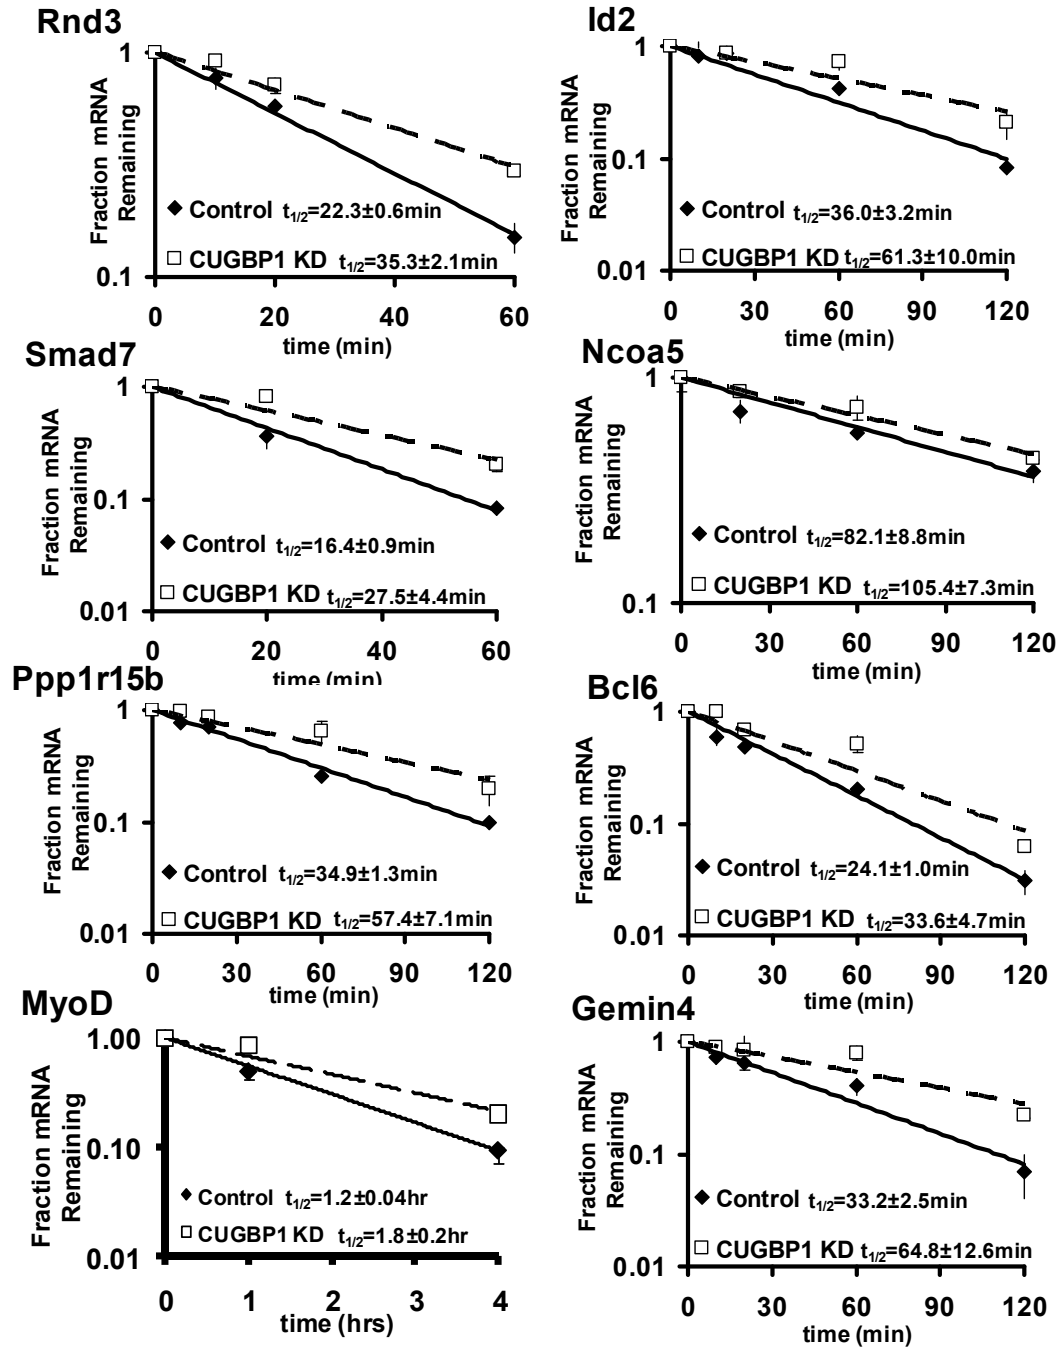 Rnd3
Fraction mRNA
Remaining
1
0.1
Control t1/2=22.3±0.6min
CUGBP1 KD t1/2=35.3±2.1min
0 20 40 60
time (min)
Id2
Fraction mRNA
Remaining
1
0.1
0.01
Control t1/2=36.0±3.2min
CUGBP1 KD t1/2=61.3±10.0min
0 30 60 90 120
time (min)
Smad7
Fraction mRNA
Remaining
1
0.1
0.01
Control t1/2=16.4±0.9min
CUGBP1 KD t1/2=27.5±4.4min
0 20 40 60
time (min)
Ncoa5
Fraction mRNA
Remaining
1
0.1
Control t1/2=82.1±8.8min
CUGBP1 KD t1/2=105.4±7.3min
0 30 60 90 120
time (min)
Ppp1r15b
Fraction mRNA
Remaining
1
0.1
0.01
Control t1/2=34.9±1.3min
CUGBP1 KD t1/2=57.4±7.1min
0 30 60 90 120
time (min)
Bcl6
Fraction mRNA
Remaining
1
0.1
0.01
Control t1/2=24.1±1.0min
CUGBP1 KD t1/2=33.6±4.7min
0 30 60 90 120
time (min)
MyoD
Fraction mRNA
Remaining
1.00
0.10
0.01
Control t1/2=1.2±0.04hr
CUGBP1 KD t1/2=1.8±0.2hr
0 1 2 3 4
time (hrs)
Gemin4
Fraction mRNA
Remaining
1
0.1
0.01
Control t1/2=33.2±2.5min
CUGBP1 KD t1/2=64.8±12.6min
0 30 60 90 120
time (min)